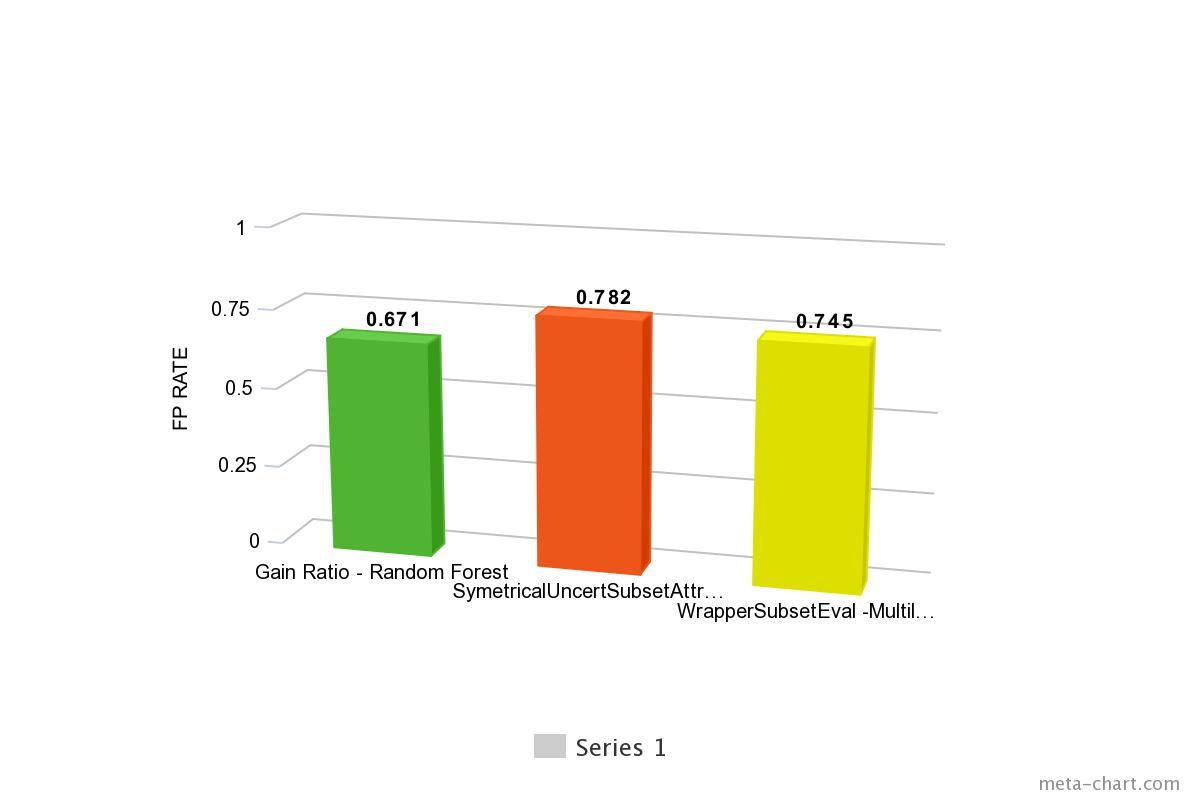 1
0.75
0.5
0.25
0
FP RATE
0.671
0.782
0.745
Gain Ratio - Random Forest
SymetricalUncertSubsetAttr…
WrapperSubsetEval -Multil…
Series 1
meta-chart.com